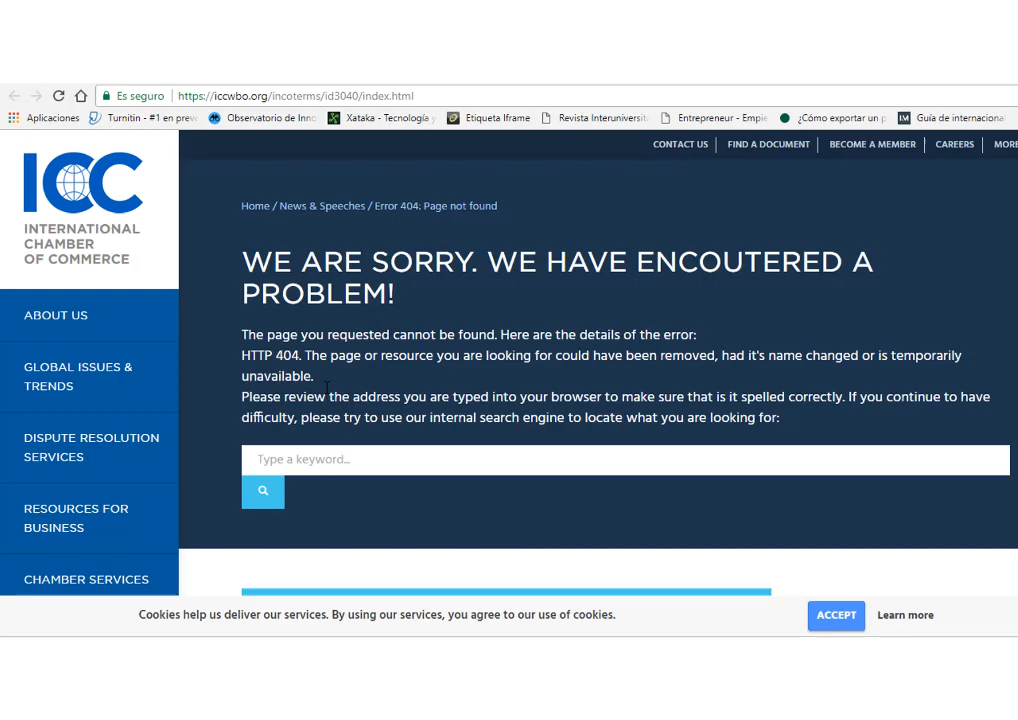 Es seguro https://iccwbo.org/incoterms/id3040/index.html
Aplicaciones Turnitin - #1 en preve Observatorio de Inno Xataka - Tecnología y Etiqueta Iframe Revista Interuniversita Entrepreneur - Empre ¿Cómo exportar un p Guía de internacional
CONTACT US FIND A DOCUMENT BECOME A MEMBER CAREERS MORE
ICC
INTERNATIONAL
CHAMBER
OF COMMERCE
Home / News & Speeches / Error 404: Page not found
WE ARE SORRY. WE HAVE ENCOUTERED A
PROBLEM!
The page you requested cannot be found. Here are the details of the error:
HTTP 404. The page or resource you are looking for could have been removed, had it's name changed or is temporarily
unavailable.
Please review the address you are typed into your browser to make sure that is it spelled correctly. If you continue to have
difficulty, please try to use our internal search engine to locate what you are looking for:
Type a keyword...
ABOUT US
GLOBAL ISSUES &
TRENDS
DISPUTE RESOLUTION
SERVICES
RESOURCES FOR
BUSINESS
CHAMBER SERVICES
Cookies help us deliver our services. By using our services, you agree to our use of cookies. ACCEPT Learn more